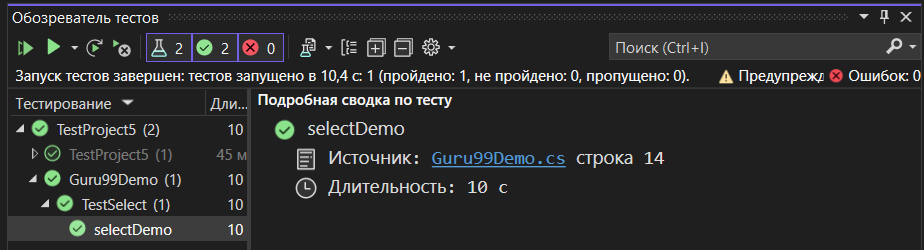 Обозреватель тестов
2 2 0 Поиск (Ctrl+I)
Запуск тестов завершен: тестов запущено в 10,4 с: 1 (пройдено: 1, не пройдено: 0, пропущено: 0). Предупрежд Ошибок: 0
Тестирование Дли...
TestProject5 (2) 10
TestProject5 (1) 45 м
Guru99Demo (1) 10
TestSelect (1) 10
selectDemo 10
Подробная сводка по тесту
selectDemo
Источник: Guru99Demo.cs строка 14
Длительность: 10 с